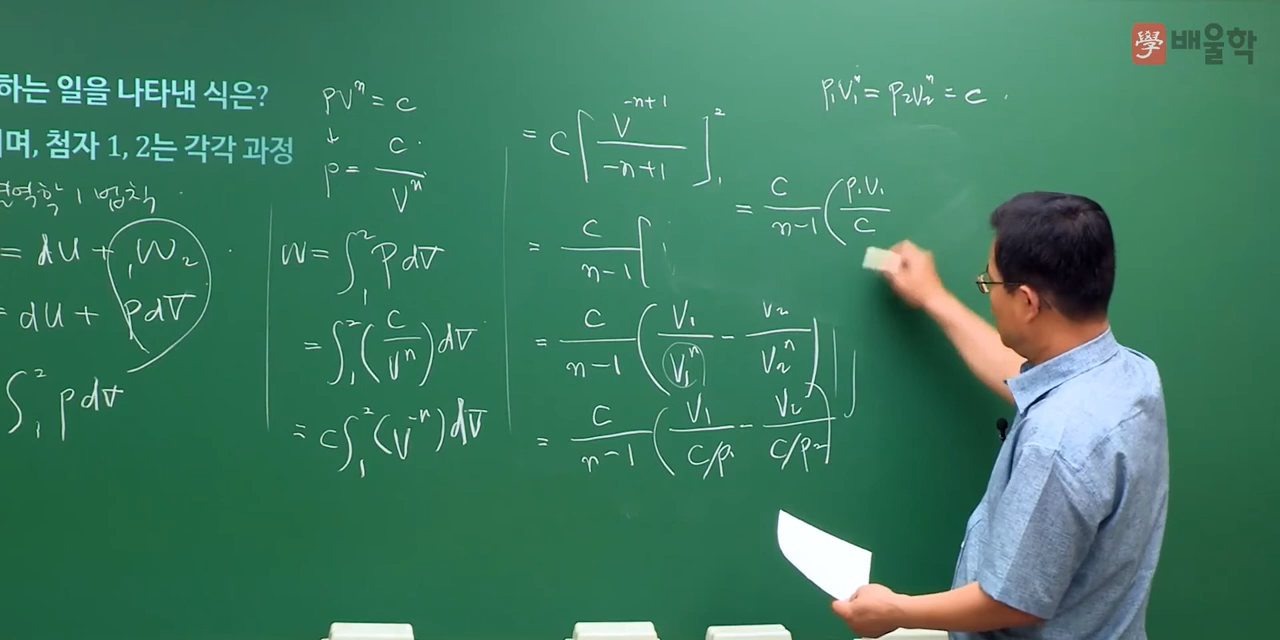 學 배울학
하는 일을 나타낸 식은?
며, 첨자 1, 2는 각각 과정
열역학 1 법칙
= dU + ₁W₂
= dU + pdV
∫₁² pdV
pVⁿ = c
↓
p = c / Vⁿ
W = ∫₁² p dV
= ∫₁² (c / Vⁿ) dV
= c ∫₁² (V⁻ⁿ) dV
= c [ V⁻ⁿ⁺¹ / -n+1 ]₁²
= c / n-1 [
= c / n-1 ( V₁ / V₁ⁿ - V₂ / V₂ⁿ )
= c / n-1 ( V₁ / c/p₁ - V₂ / c/p₂ )
p₁V₁ⁿ = p₂V₂ⁿ = c
= c / n-1 ( p₁V₁ / c